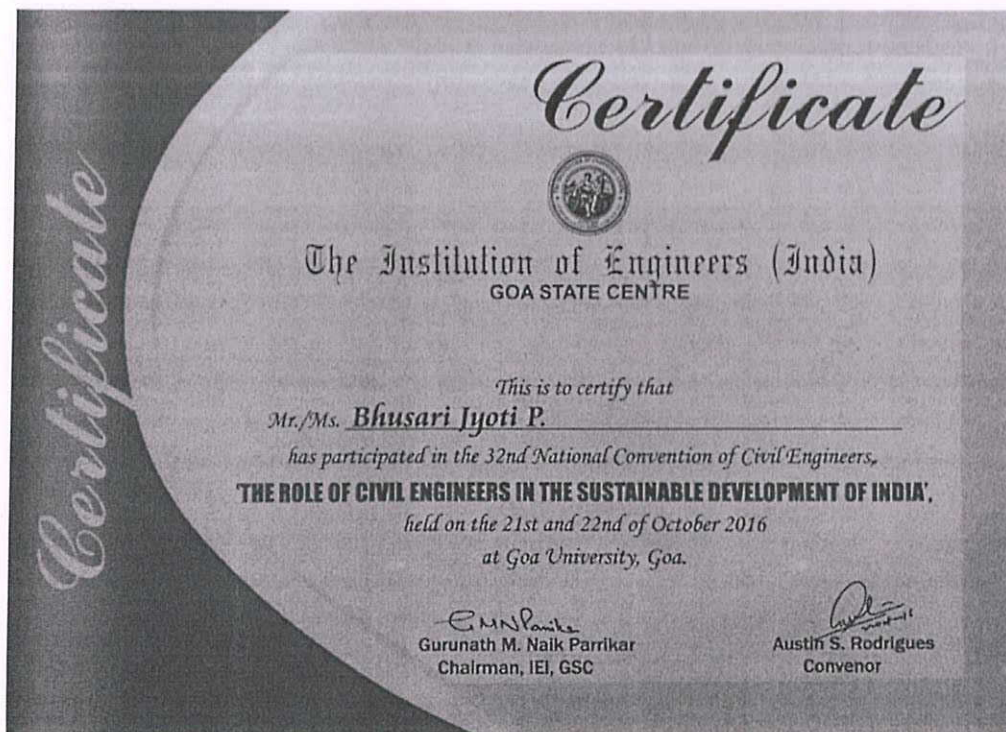 Certificate
Certificate
The Institution of Engineers (India)
GOA STATE CENTRE
This is to certify that
Mr./Ms. Bhusari Jyoti P.
has participated in the 32nd National Convention of Civil Engineers,
'THE ROLE OF CIVIL ENGINEERS IN THE SUSTAINABLE DEVELOPMENT OF INDIA',
held on the 21st and 22nd of October 2016
at Goa University, Goa.
Gurunath M. Naik Parrikar
Chairman, IEI, GSC
Austin S. Rodrigues
Convenor